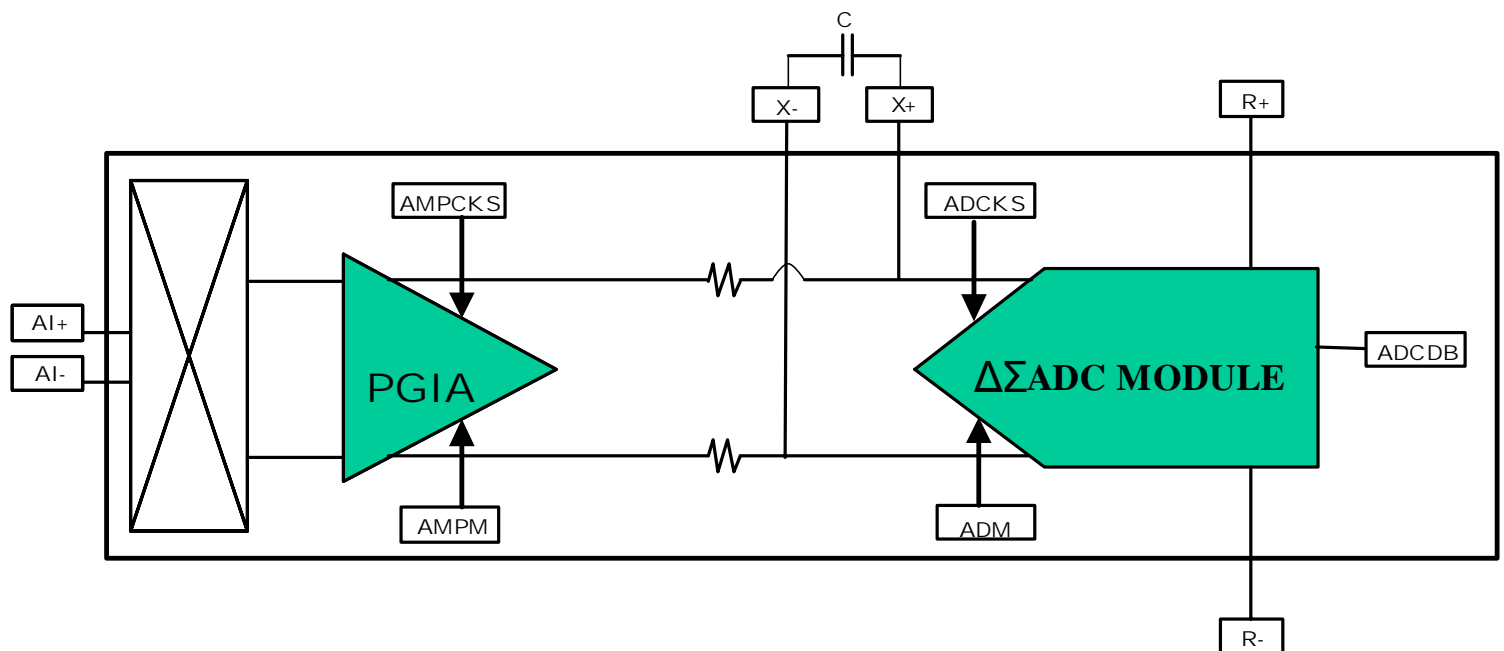 C
X-
X+
R+
AMPCKS
ADCKS
AI+
AI-
PGIA
ΔΣADC MODULE
ADCDB
AMPM
ADM
R-